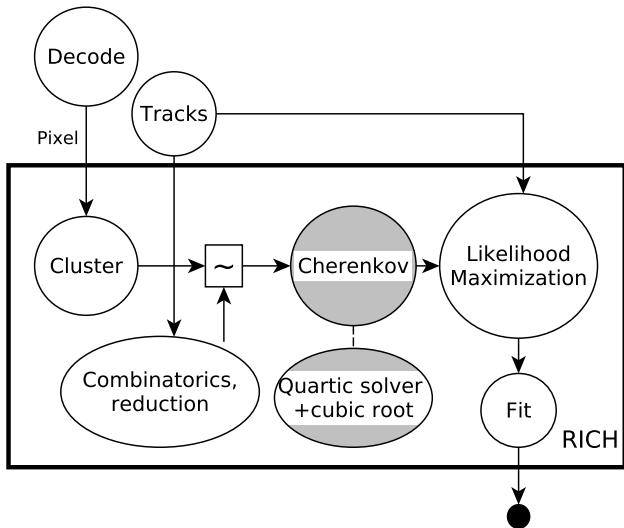 Decode
Tracks
Pixel
Cluster
~
Cherenkov
Likelihood
Maximization
Combinatorics,
reduction
Quartic solver
+cubic root
Fit
RICH